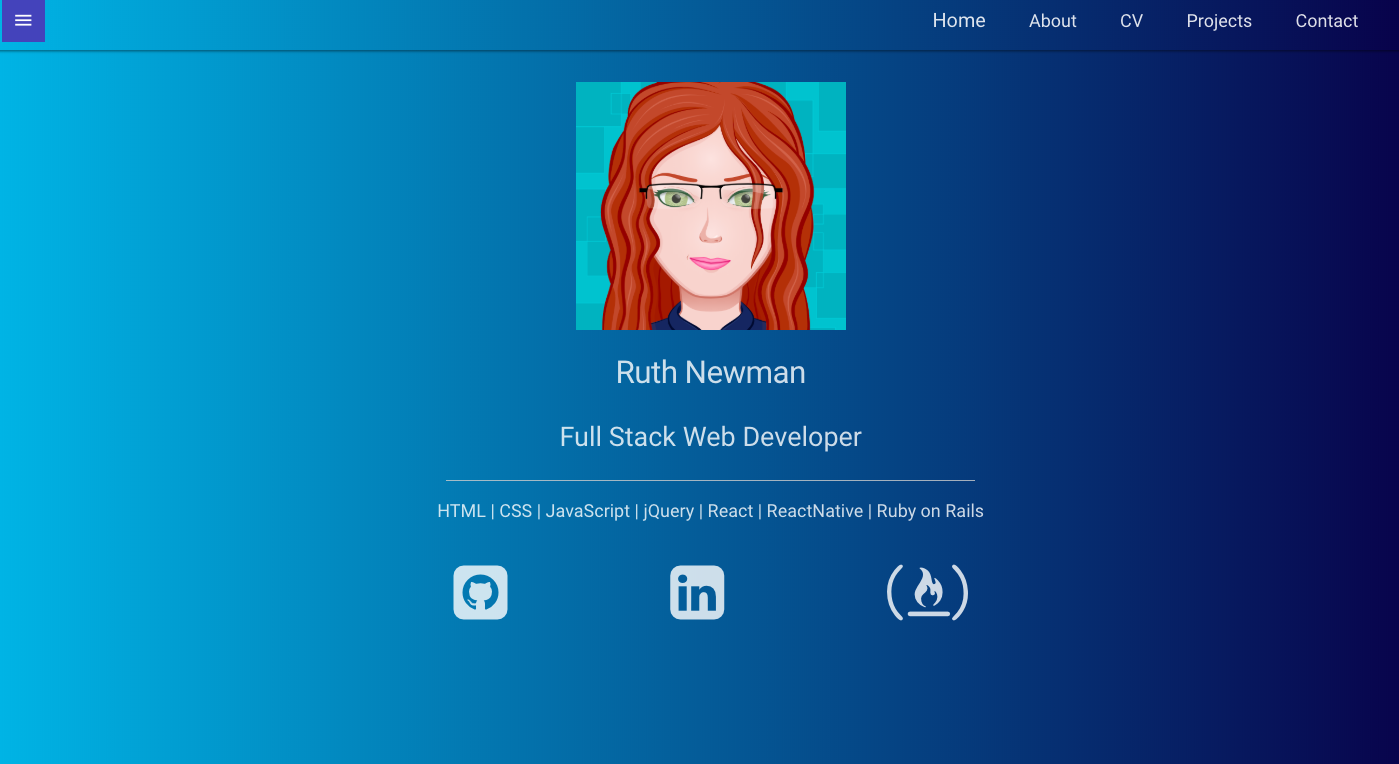 Home About CV Projects Contact
Ruth Newman
Full Stack Web Developer
HTML | CSS | JavaScript | jQuery | React | ReactNative | Ruby on Rails
in